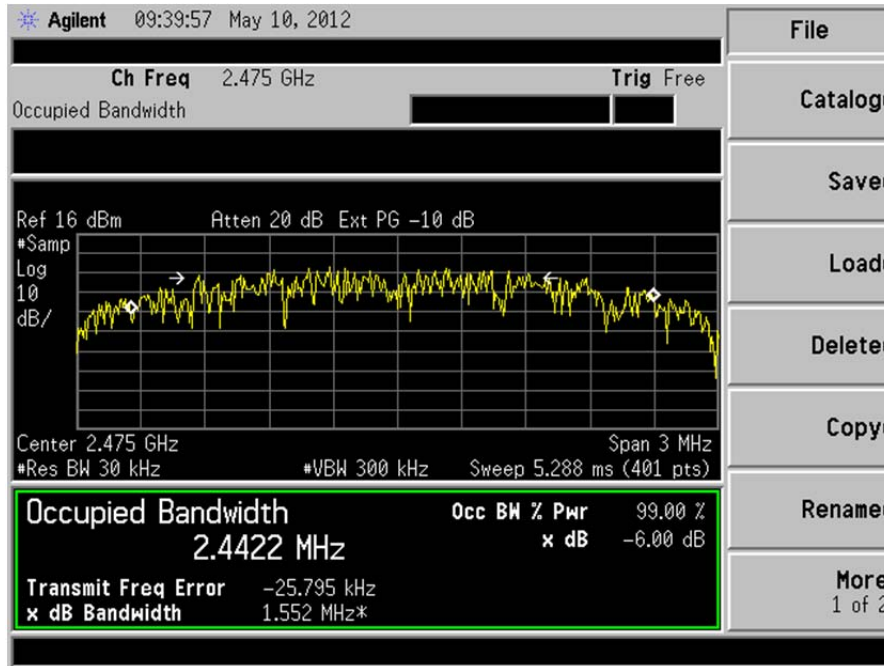 Agilent 09:39:57 May 10, 2012
File
Ch Freq 2.475 GHz Trig Free
Occupied Bandwidth
Ref 16 dBm Atten 20 dB Ext PG -10 dB
#Samp
Log
10
dB/
Center 2.475 GHz Span 3 MHz
#Res BW 30 kHz #VBW 300 kHz Sweep 5.288 ms (401 pts)
Occupied Bandwidth
2.4422 MHz
Occ BW % Pwr 99.00 %
x dB -6.00 dB
Transmit Freq Error -25.795 kHz
x dB Bandwidth 1.552 MHz*
Catalog
Save
Load
Delete
Copy
Rename
More
1 of 2